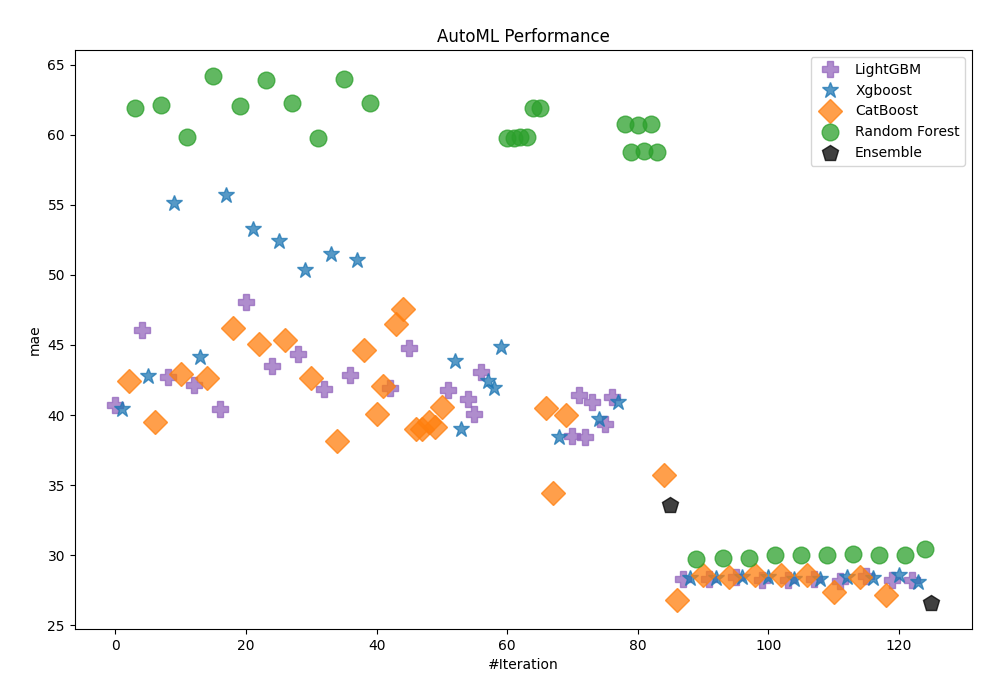 AutoML Performance
65
60
55
50
45
40
35
30
25
mae
0 20 40 60 80 100 120
#Iteration
LightGBM
Xgboost
CatBoost
Random Forest
Ensemble